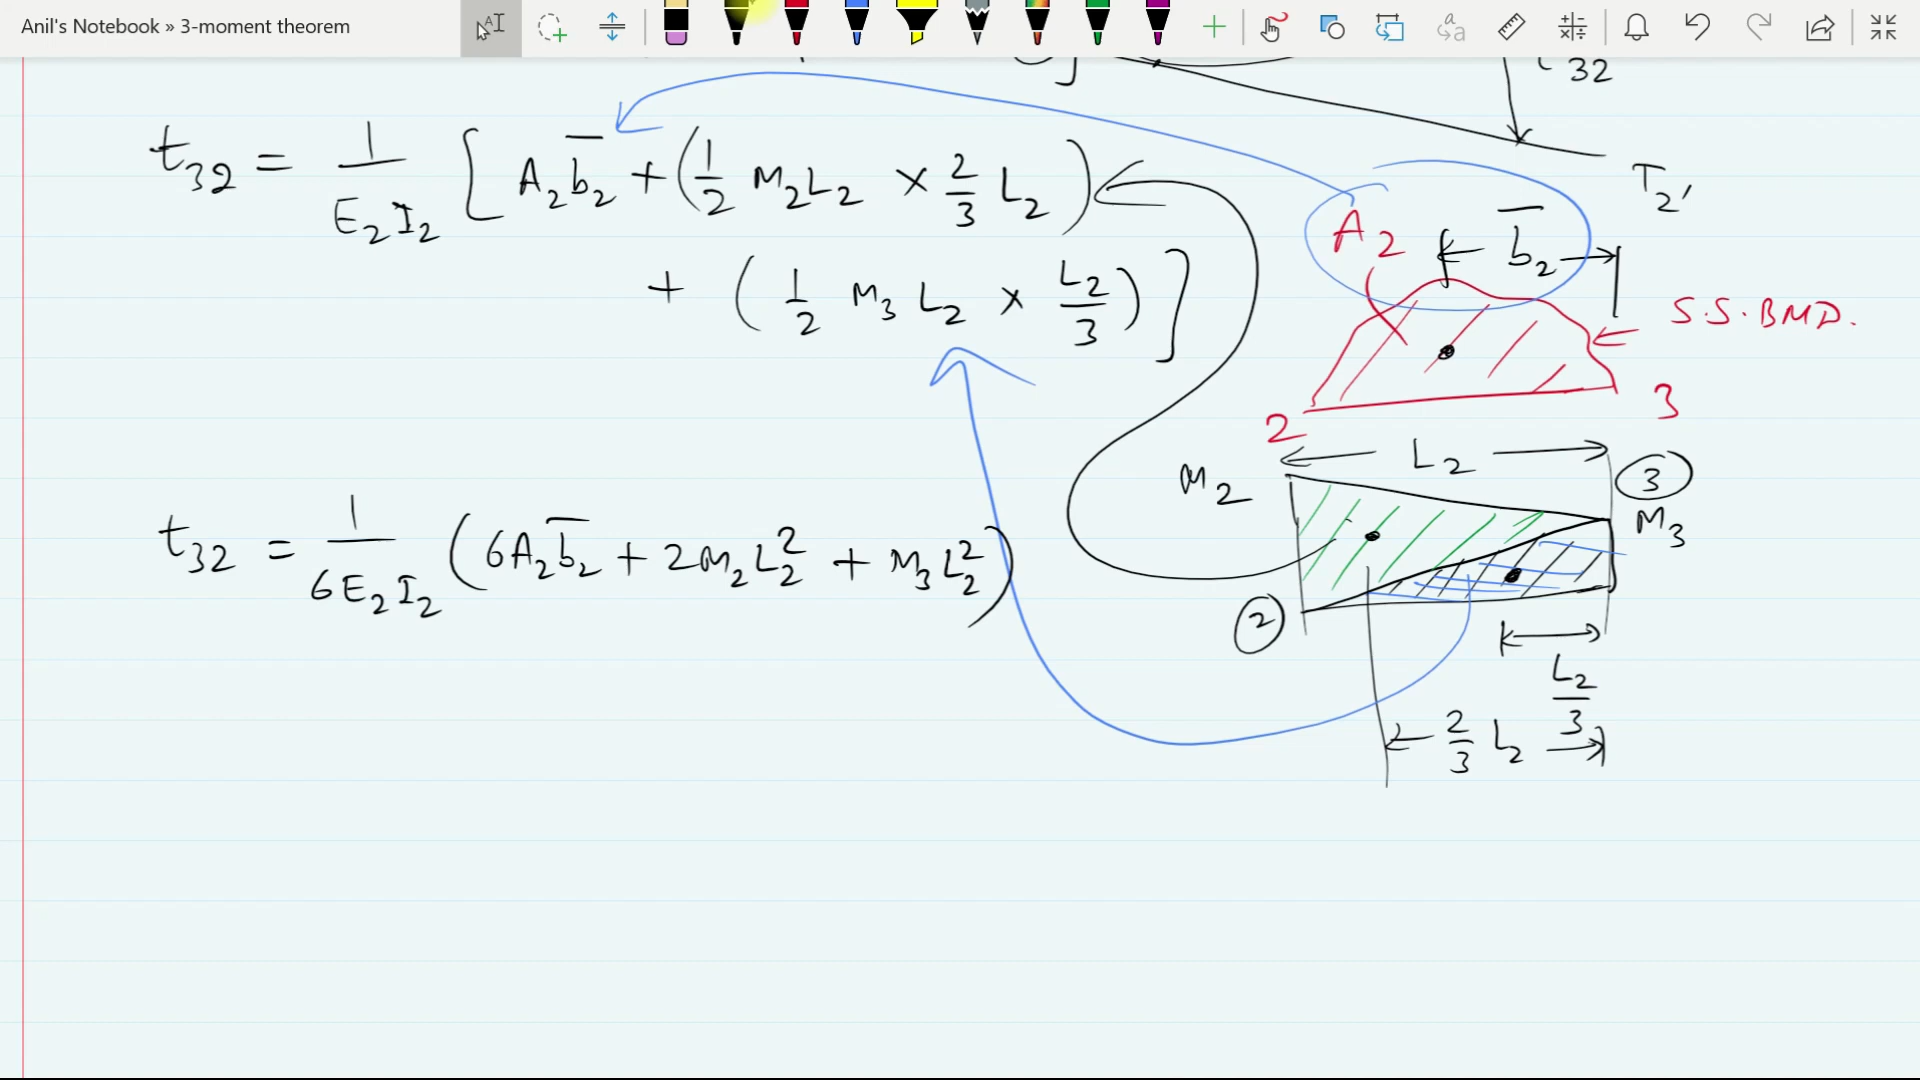 Anil's Notebook » 3-moment theorem
32
t₃₂ = 1/(E₂I₂) [ A₂b̅₂ + (1/2 M₂L₂ × 2/3 L₂)
+ (1/2 M₃ L₂ × L₂/3) ]
T₂'
A₂
b̅₂
S.S. BMD.
2
3
L₂
M₂
③
M₃
t₃₂ = 1/(6E₂I₂) (6A₂b̅₂ + 2M₂L₂² + M₃L₂²)
②
L₂/3
2/3 L₂